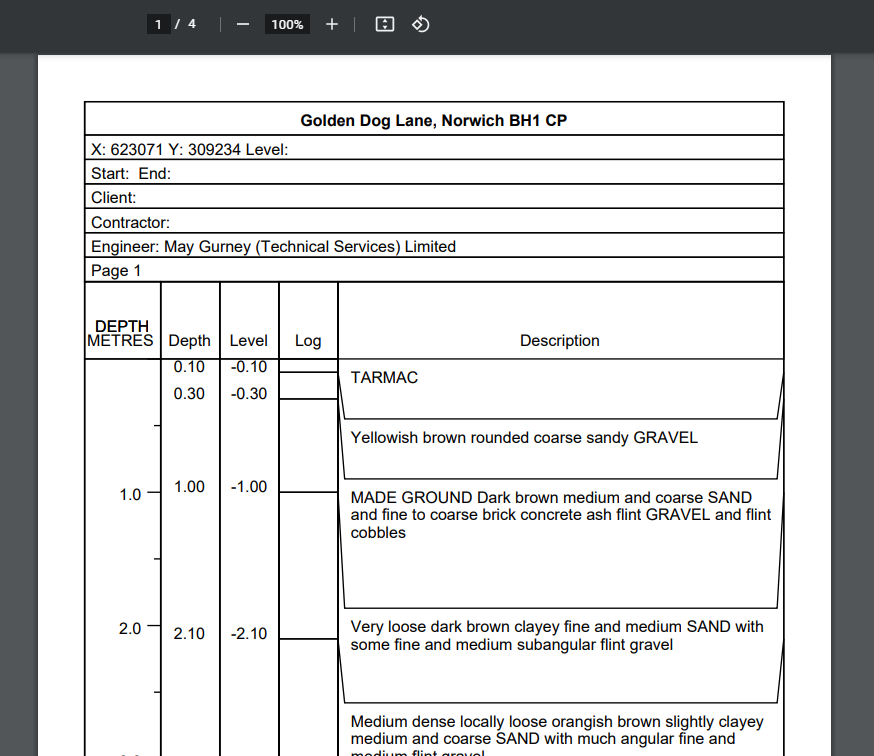 1 / 4 — 100% +
Golden Dog Lane, Norwich BH1 CP
X: 623071 Y: 309234 Level:
Start: End:
Client:
Contractor:
Engineer: May Gurney (Technical Services) Limited
Page 1
DEPTH
METRES Depth Level Log Description
0.10 -0.10
TARMAC
0.30 -0.30
Yellowish brown rounded coarse sandy GRAVEL
1.0 1.00 -1.00
MADE GROUND Dark brown medium and coarse SAND
and fine to coarse brick concrete ash flint GRAVEL and flint
cobbles
2.0 2.10 -2.10
Very loose dark brown clayey fine and medium SAND with
some fine and medium subangular flint gravel
Medium dense locally loose orangish brown slightly clayey
medium and coarse SAND with much angular fine and
medium flint gravel